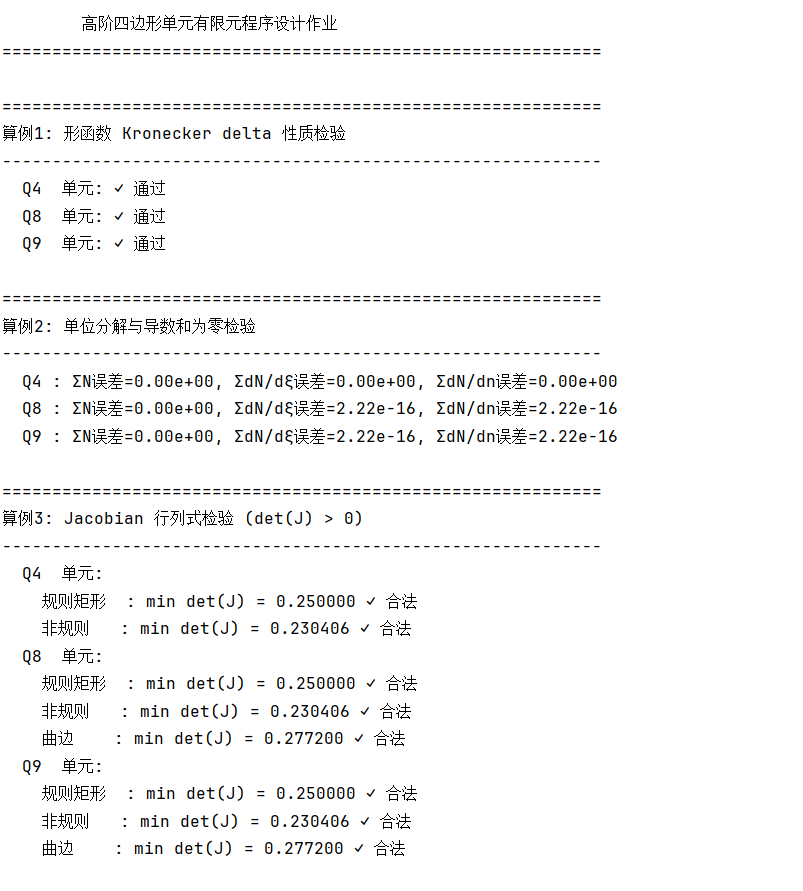 高阶四边形单元有限元程序设计作业
============================================================
============================================================
算例1: 形函数 Kronecker delta 性质检验
------------------------------------------------------------
Q4 单元: ✓ 通过
Q8 单元: ✓ 通过
Q9 单元: ✓ 通过
============================================================
算例2: 单位分解与导数和为零检验
------------------------------------------------------------
Q4 : ΣN误差=0.00e+00, ΣdN/dξ误差=0.00e+00, ΣdN/dη误差=0.00e+00
Q8 : ΣN误差=0.00e+00, ΣdN/dξ误差=2.22e-16, ΣdN/dη误差=2.22e-16
Q9 : ΣN误差=0.00e+00, ΣdN/dξ误差=2.22e-16, ΣdN/dη误差=2.22e-16
============================================================
算例3: Jacobian 行列式检验 (det(J) > 0)
------------------------------------------------------------
Q4 单元:
规则矩形 : min det(J) = 0.250000 ✓ 合法
非规则 : min det(J) = 0.230406 ✓ 合法
Q8 单元:
规则矩形 : min det(J) = 0.250000 ✓ 合法
非规则 : min det(J) = 0.230406 ✓ 合法
曲边 : min det(J) = 0.277200 ✓ 合法
Q9 单元:
规则矩形 : min det(J) = 0.250000 ✓ 合法
非规则 : min det(J) = 0.230406 ✓ 合法
曲边 : min det(J) = 0.277200 ✓ 合法